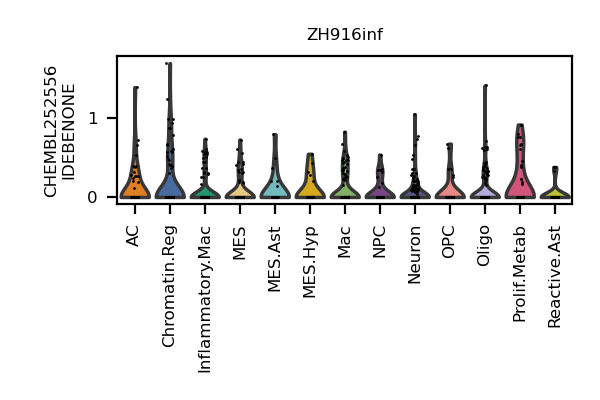 ZH916inf
CHEMBL252556
IDEBENONE
1
0
AC
Chromatin.Reg
Inflammatory.Mac
MES
MES.Ast
MES.Hyp
Mac
NPC
Neuron
OPC
Oligo
Prolif.Metab
Reactive.Ast